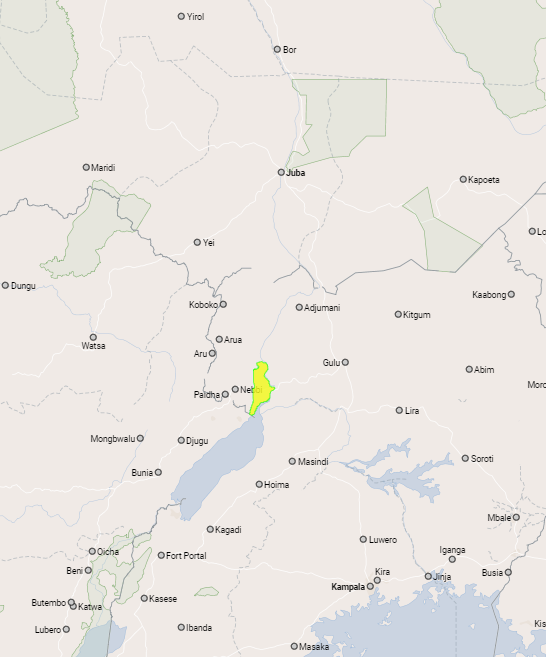 Yirol
Bor
Maridi
Juba
Kapoeta
Lo
Yei
Dungu
Kaabong
Koboko
Adjumani
Kitgum
Watsa
Arua
Aru
Gulu
Abim
Nebbi
Moro
Paidha
Lira
Mongbwalu
Djugu
Soroti
Masindi
Bunia
Hoima
Mbale
Kagadi
Luwero
Oicha
Fort Portal
Iganga
Beni
Kira
Jinja
Busia
Kampala
Kasese
Butembo
Katwa
Kis
Lubero
Ibanda
Masaka